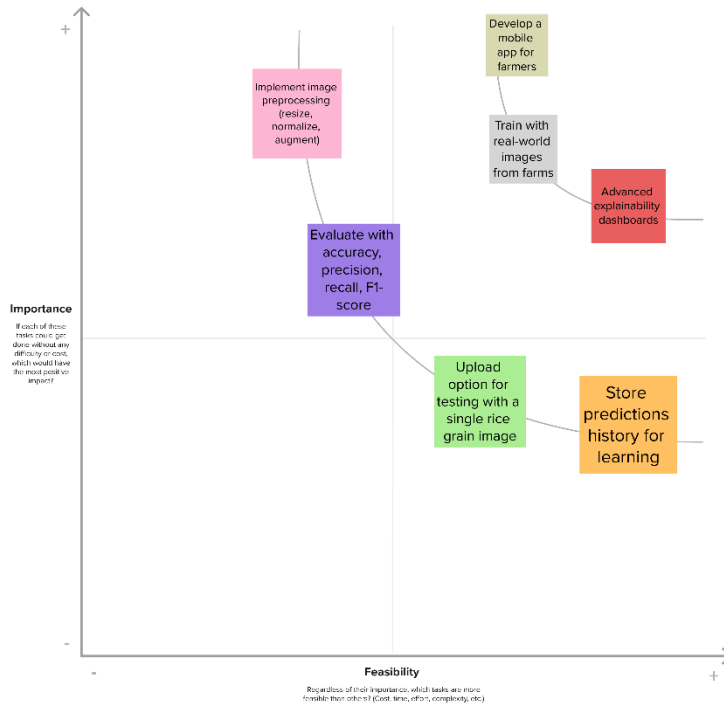 +
Develop a
mobile
app for
farmers
Implement image
preprocessing
(resize,
normalize,
augment)
Train with
real-world
images
from farms
Advanced
explainability
dashboards
Evaluate with
accuracy,
precision,
recall, F1-
score
Importance
If each of these
tasks could get
done without any
difficulty or cost,
which would have
the most positive
impact?
Upload
option for
testing with a
single rice
grain image
Store
predictions
history for
learning
-
-
Feasibility
+
Regardless of their importance, which tasks are more
feasible than others? (Cost, time, effort, complexity, etc.)